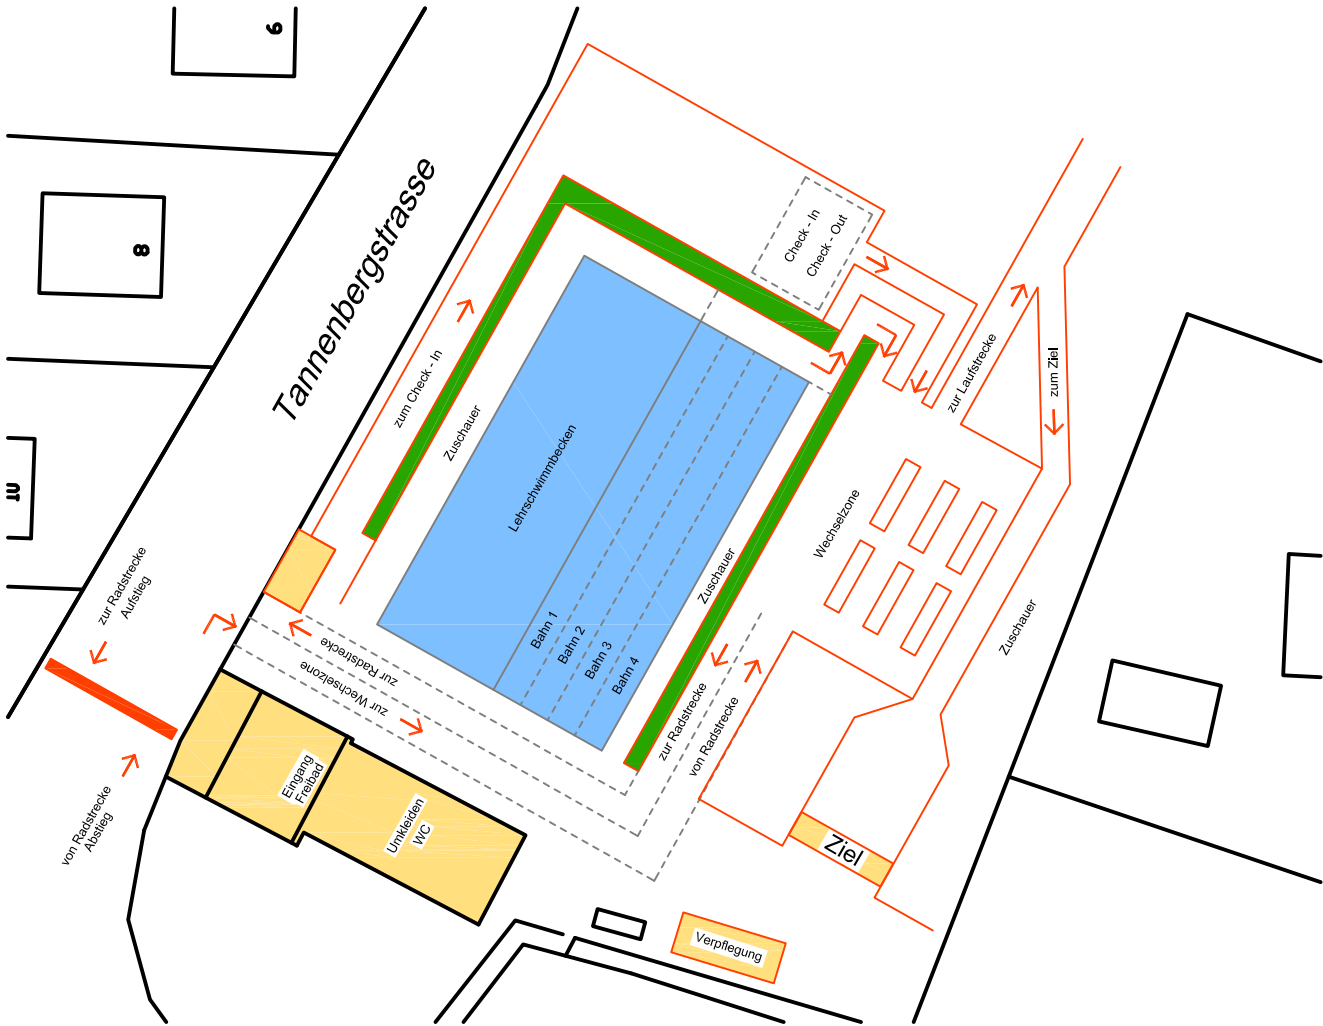 6
8
10
Tannenbergstrasse
zum Check - In
Zuschauer
Lehrschwimmbecken
Check - In
Check - Out
zur Laufstrecke
zum Ziel
Wechselzone
Zuschauer
Zuschauer
Bahn 1
Bahn 2
Bahn 3
Bahn 4
zur Radstrecke
Aufstieg
zur Radstrecke
zur Wechselzone
zur Radstrecke
von Radstrecke
von Radstrecke
Abstieg
Eingang
Freibad
Umkleiden
WC
Ziel
Verpflegung